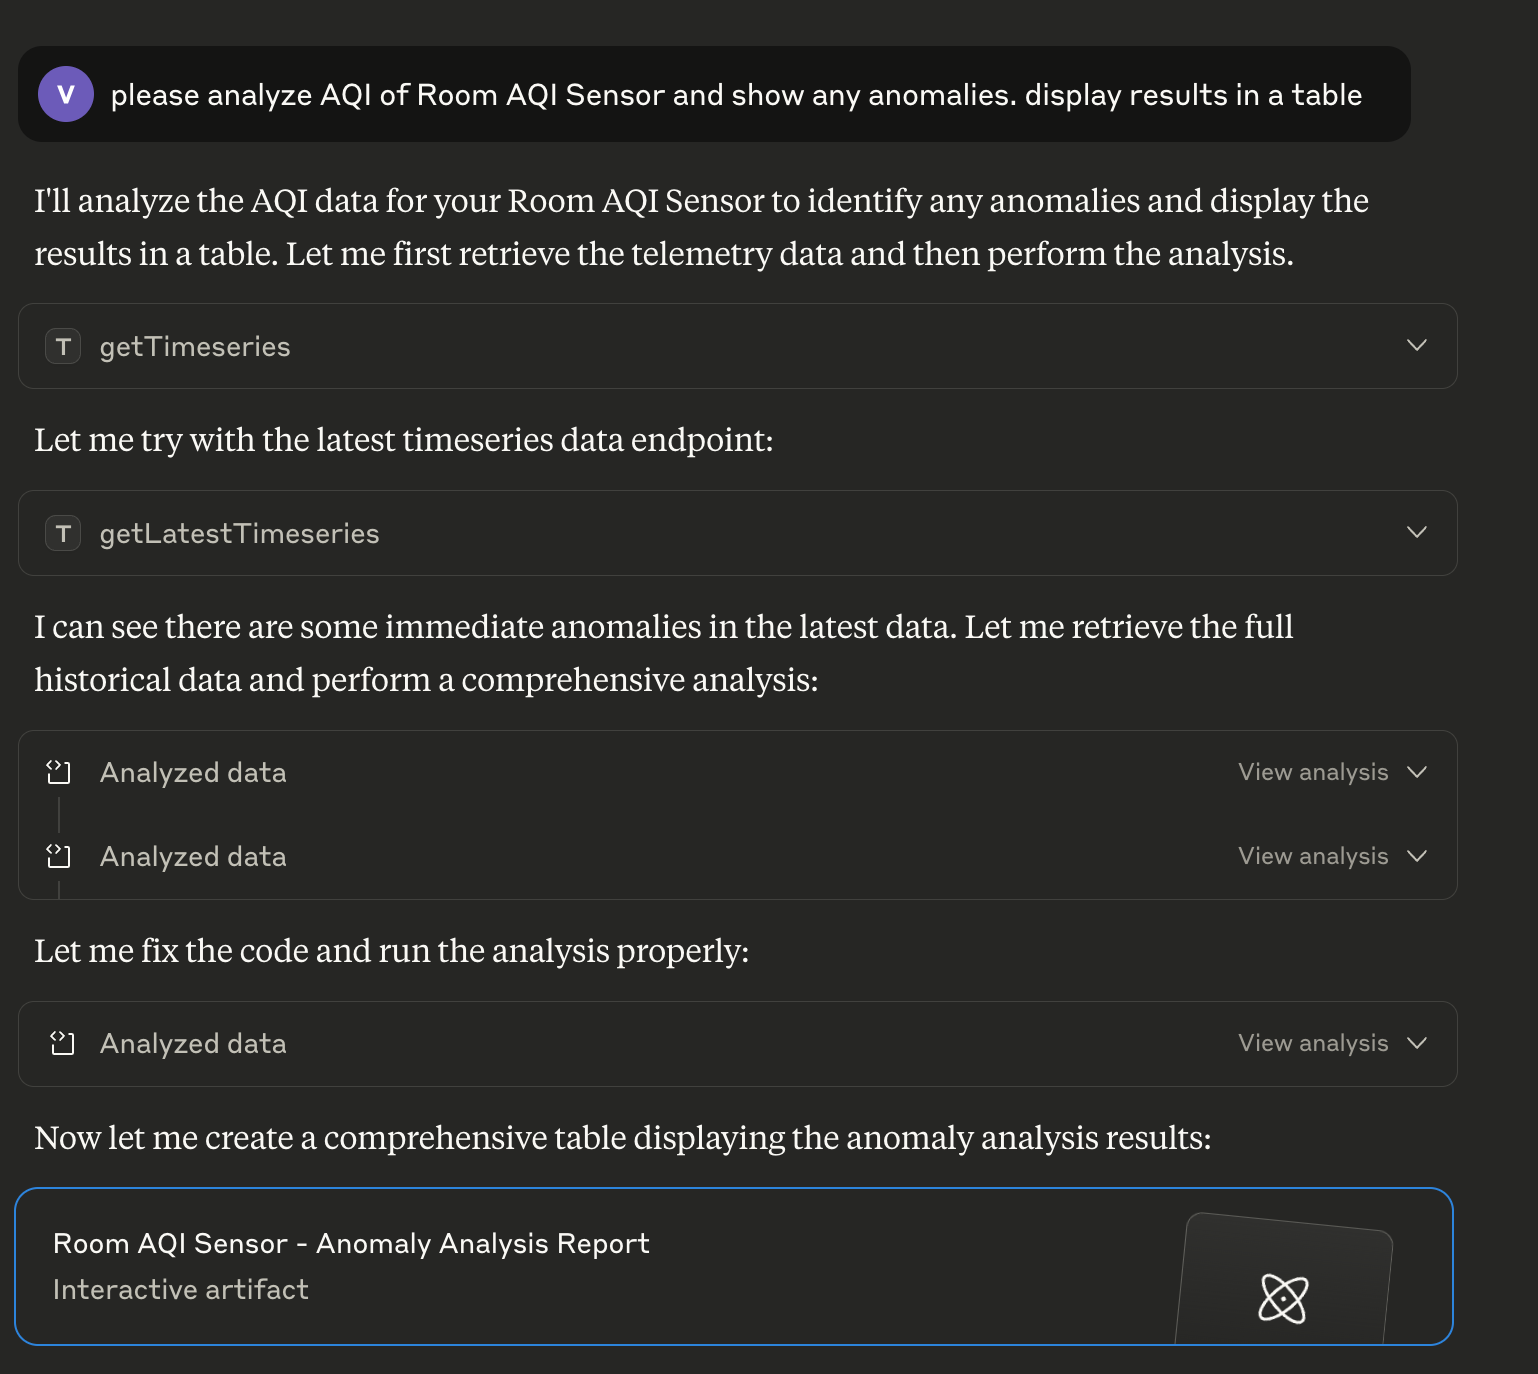 V
please analyze AQI of Room AQI Sensor and show any anomalies. display results in a table
I'll analyze the AQI data for your Room AQI Sensor to identify any anomalies and display the
results in a table. Let me first retrieve the telemetry data and then perform the analysis.
T getTimeseries
Let me try with the latest timeseries data endpoint:
T getLatestTimeseries
I can see there are some immediate anomalies in the latest data. Let me retrieve the full
historical data and perform a comprehensive analysis:
Analyzed data View analysis
Analyzed data View analysis
Let me fix the code and run the analysis properly:
Analyzed data View analysis
Now let me create a comprehensive table displaying the anomaly analysis results:
Room AQI Sensor - Anomaly Analysis Report
Interactive artifact